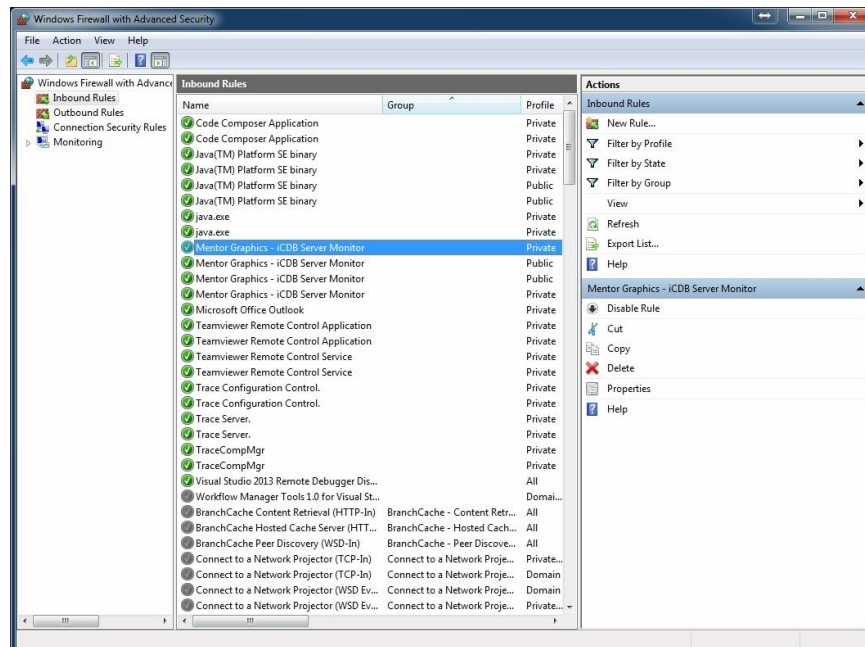 Windows Firewall with Advanced Security
File Action View Help
Windows Firewall with Advance
Inbound Rules
Outbound Rules
Connection Security Rules
Monitoring
Inbound Rules
Name Group Profile
Code Composer Application Private
Code Composer Application Private
Java(TM) Platform SE binary Private
Java(TM) Platform SE binary Private
Java(TM) Platform SE binary Public
Java(TM) Platform SE binary Public
java.exe Private
java.exe Private
Mentor Graphics - iCDB Server Monitor Private
Mentor Graphics - iCDB Server Monitor Public
Mentor Graphics - iCDB Server Monitor Public
Mentor Graphics - iCDB Server Monitor Private
Microsoft Office Outlook Private
Teamviewer Remote Control Application Private
Teamviewer Remote Control Application Private
Teamviewer Remote Control Service Private
Teamviewer Remote Control Service Private
Trace Configuration Control. Private
Trace Configuration Control. Private
Trace Server. Private
Trace Server. Private
TraceCompMgr Private
TraceCompMgr Private
Visual Studio 2013 Remote Debugger Dis... All
Workflow Manager Tools 1.0 for Visual St... Domai...
BranchCache Content Retrieval (HTTP-In) BranchCache - Content Retr... All
BranchCache Hosted Cache Server (HTT... BranchCache - Hosted Cach... All
BranchCache Peer Discovery (WSD-In) BranchCache - Peer Discove... All
Connect to a Network Projector (TCP-In) Connect to a Network Proje... Private...
Connect to a Network Projector (TCP-In) Connect to a Network Proje... Domain
Connect to a Network Projector (WSD Ev... Connect to a Network Proje... Domain
Connect to a Network Projector (WSD Ev... Connect to a Network Proje... Private...
Actions
Inbound Rules
New Rule...
Filter by Profile
Filter by State
Filter by Group
View
Refresh
Export List...
Help
Mentor Graphics - iCDB Server Monitor
Disable Rule
Cut
Copy
Delete
Properties
Help